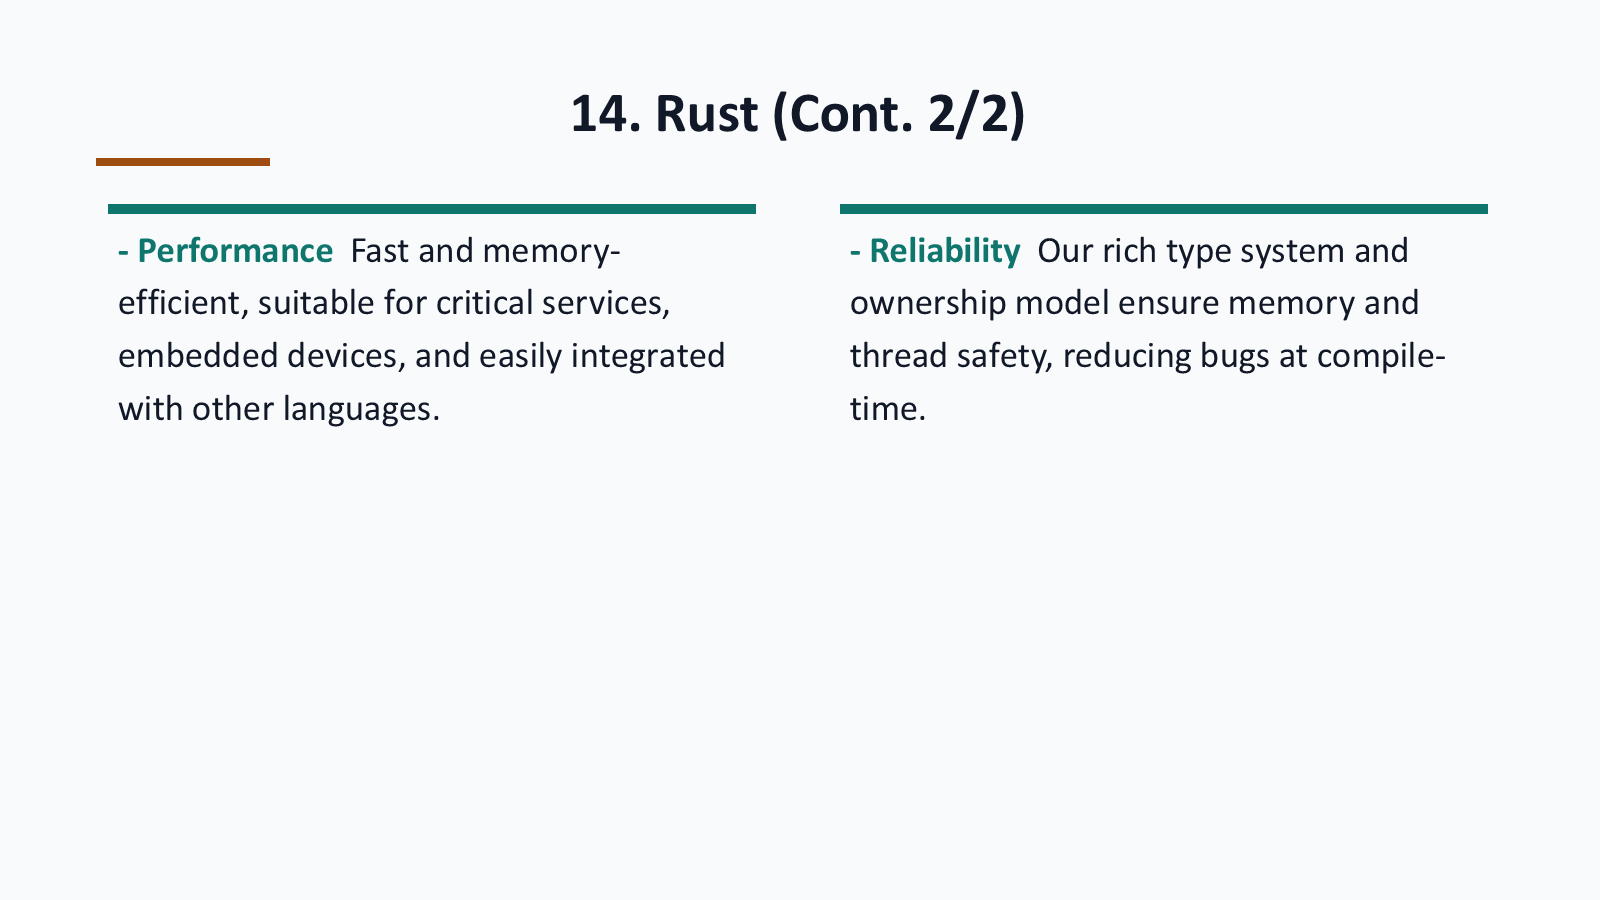 14. Rust (Cont. 2/2)
- Performance  Fast and memory-
efficient, suitable for critical services,
embedded devices, and easily integrated
with other languages.
- Reliability  Our rich type system and
ownership model ensure memory and
thread safety, reducing bugs at compile-
time.